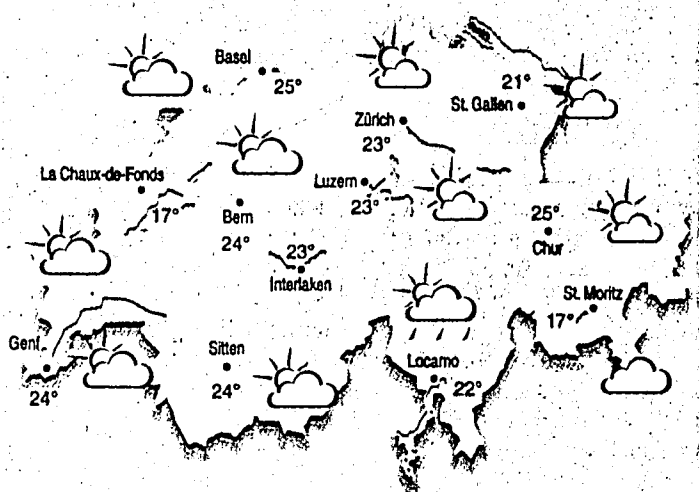 Basel
25°
21°
St. Gallen
Zürich
23°
La Chaux-de-Fonds
17°
Luzern
23°
Bern
24°
25°
Chur
23°
Interlaken
St. Moritz
17°
Genf
24°
Sitten
24°
Locarno
22°